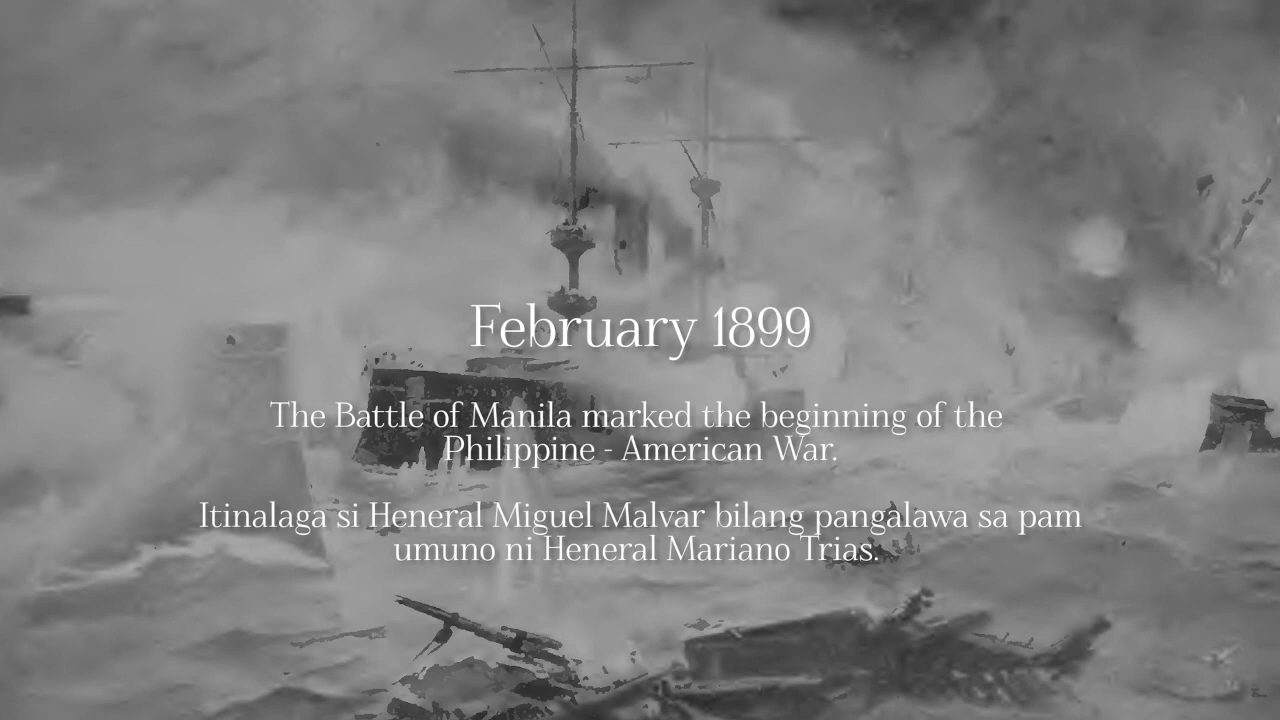 February 1899
The Battle of Manila marked the beginning of the
Philippine - American War.
Itinalaga si Heneral Miguel Malvar bilang pangalawa sa pam
umuno ni Heneral Mariano Trias.